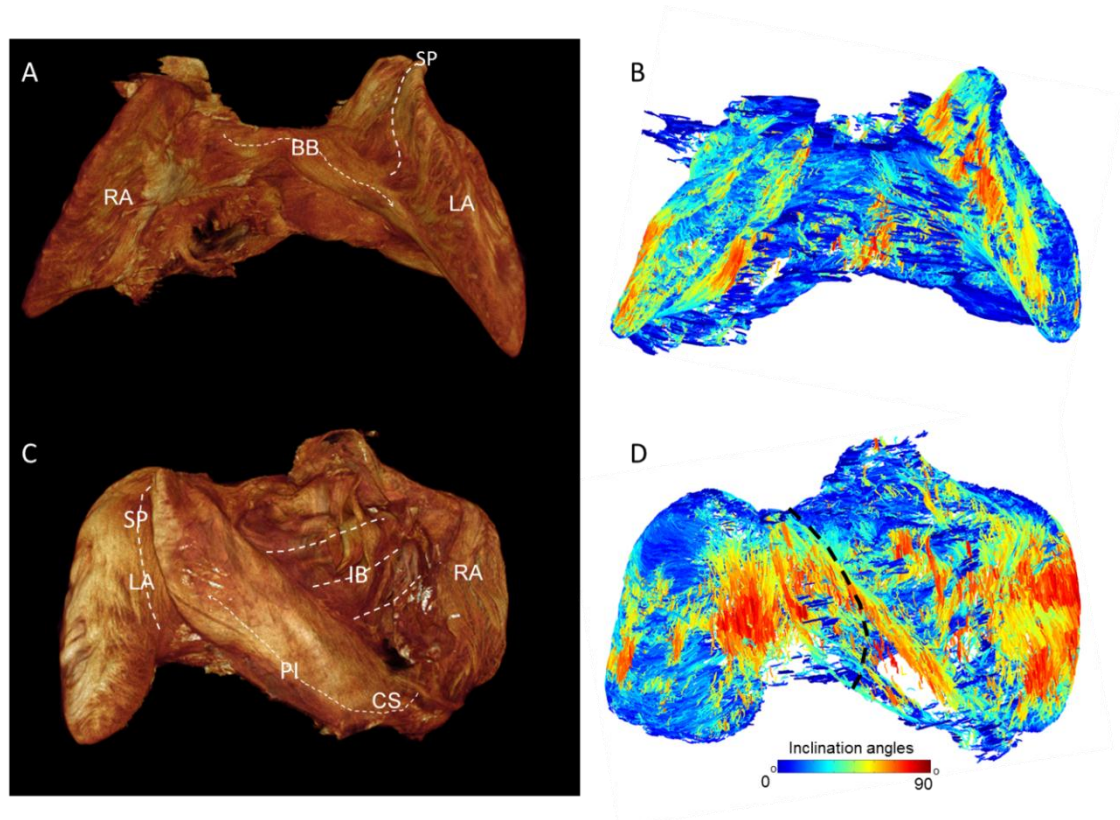 A
SP
BB
RA
LA
B
C
SP
LA
IB
RA
PI
CS
D
Inclination angles
0° 90°